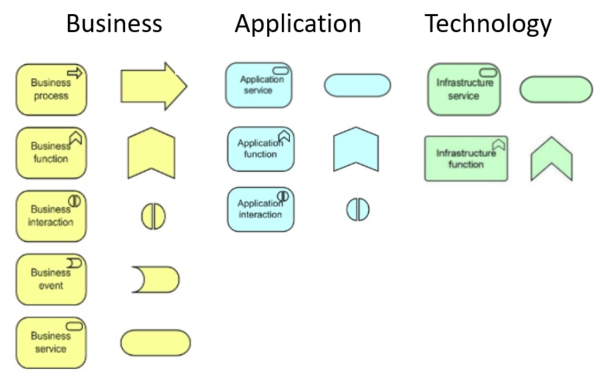 Business
Application
Technology
Business
process
Application
service
Infrastructure
service
Business
function
Application
function
Infrastructure
function
Business
interaction
Application
interaction
Business
event
Business
service